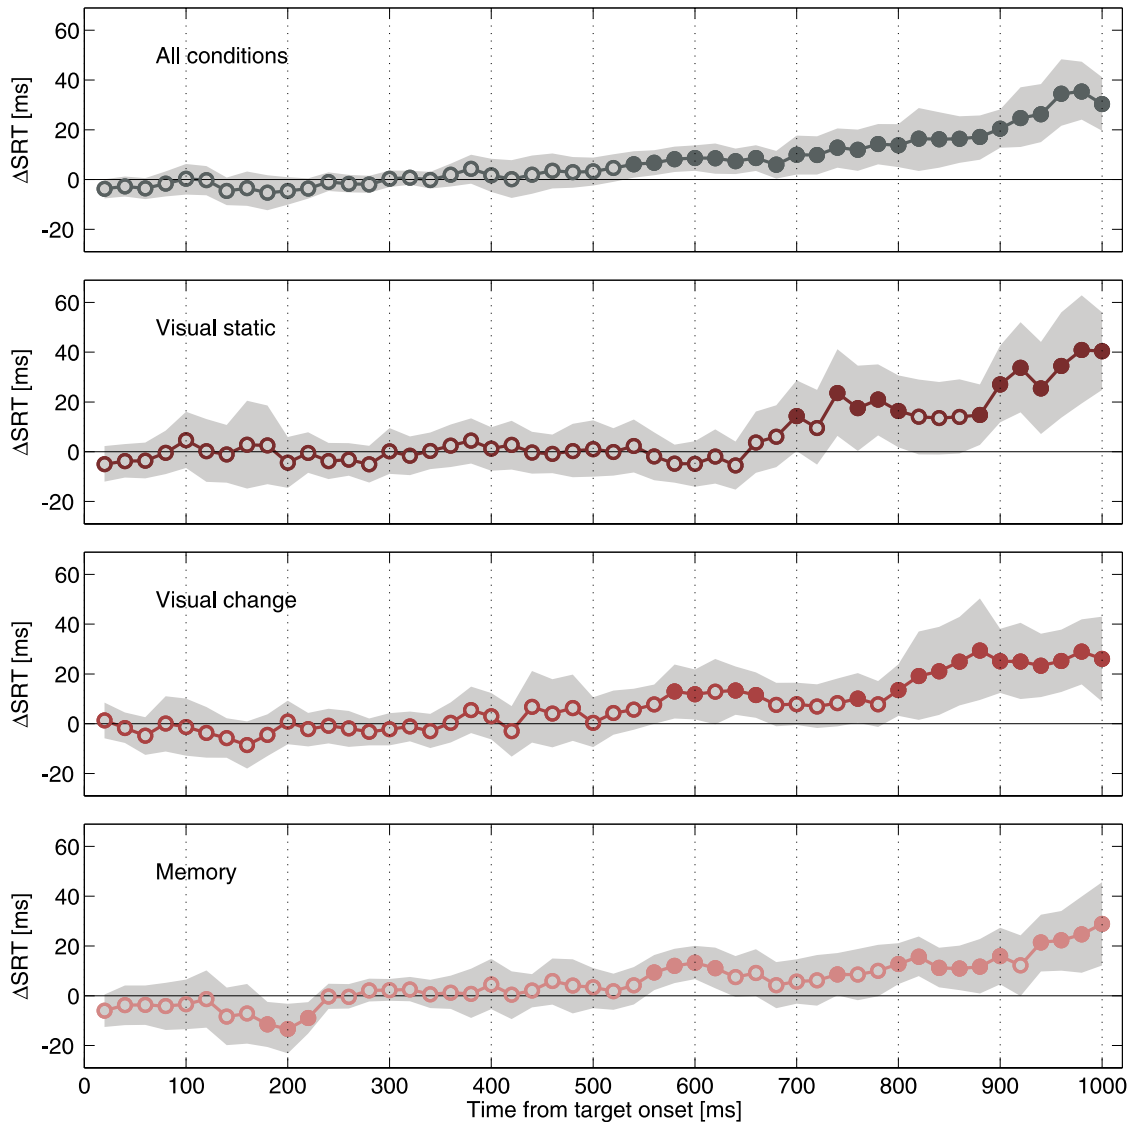 60
40
20
0
-20
ΔSRT [ms]
All conditions
60
40
20
0
-20
ΔSRT [ms]
Visual static
60
40
20
0
-20
ΔSRT [ms]
Visual change
60
40
20
0
-20
ΔSRT [ms]
Memory
0 100 200 300 400 500 600 700 800 900 1000
Time from target onset [ms]